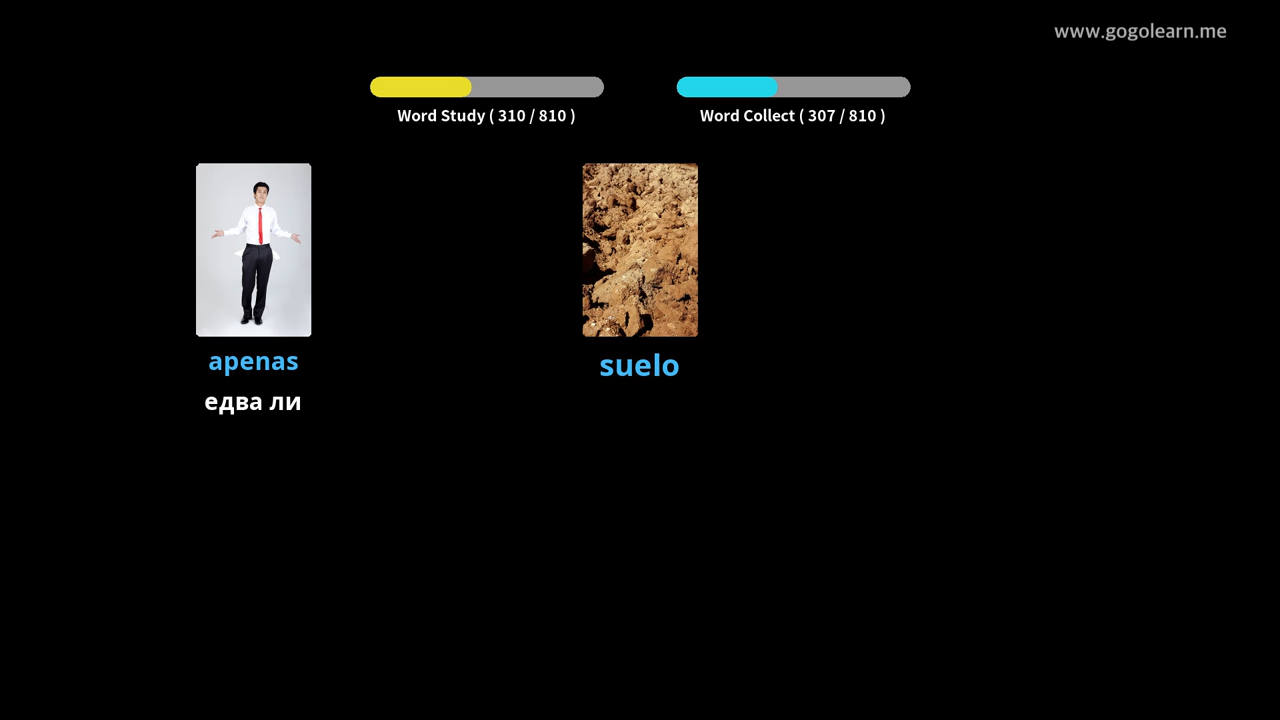 www.gogolearn.me
Word Study ( 310 / 810 )
Word Collect ( 307 / 810 )
apenas
едва ли
suelo